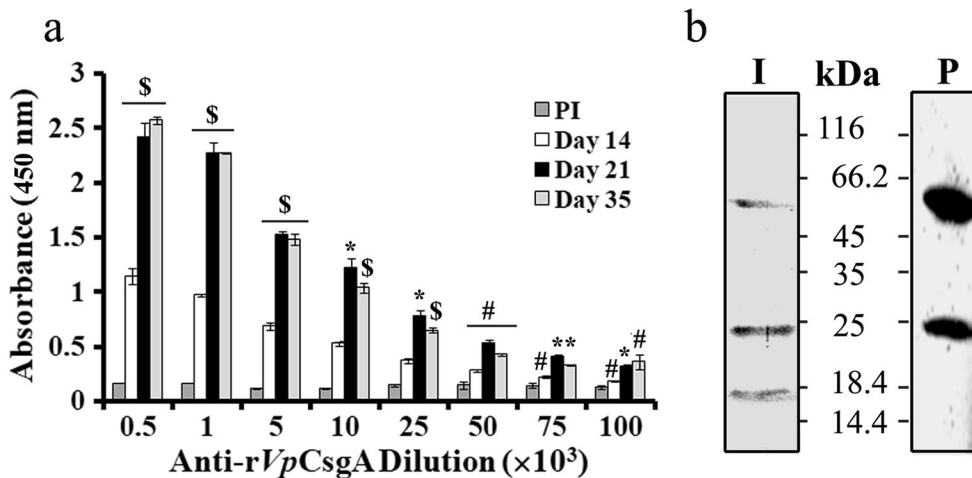 a
b
3
2.5
2
1.5
1
0.5
0
Absorbance (450 nm)
$
$
$
*
$
*
$
#
#
**
#
*
#
PI
Day 14
Day 21
Day 35
0.5 1 5 10 25 50 75 100
Anti-rVpCsgA Dilution (×10³)
I kDa P
116
66.2
45
35
25
18.4
14.4